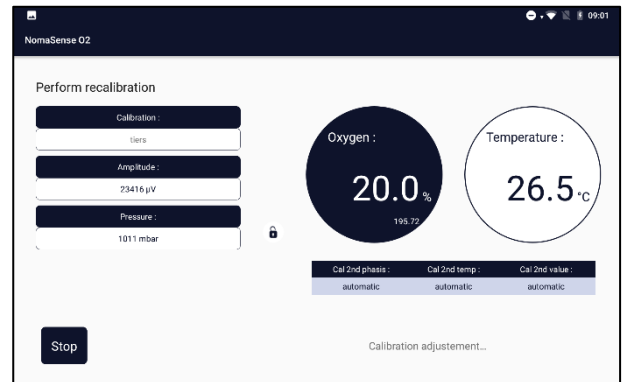 09:01
NomaSense O2
Perform recalibration
Calibration :
tiers
Amplitude :
23416 µV
Pressure :
1011 mbar
Oxygen :
20.0 %
195.72
Temperature :
26.5 °C
Cal 2nd phasis : Cal 2nd temp : Cal 2nd value :
automatic automatic automatic
Stop
Calibration adjustement...